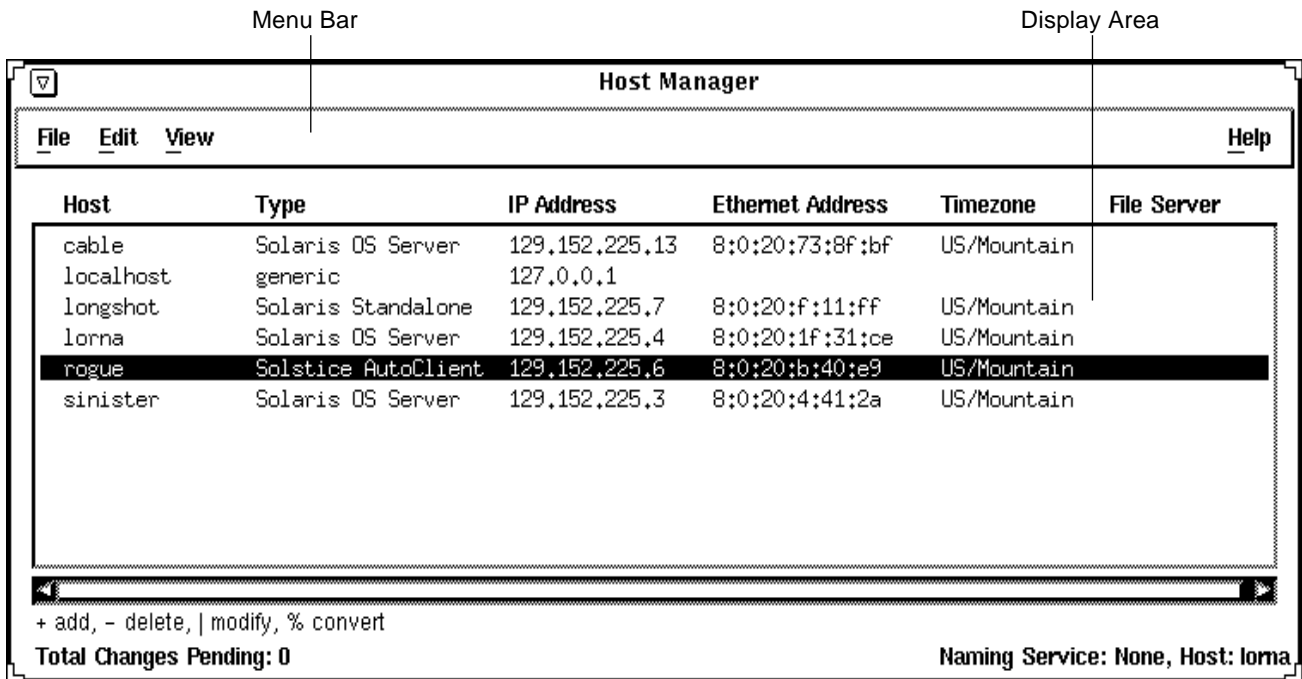 Menu Bar Display Area
Host Manager
File Edit View Help
Host Type IP Address Ethernet Address Timezone File Server
cable Solaris OS Server 129.152.225.13 8:0:20:73:8f:bf US/Mountain
localhost generic 127.0.0.1
longshot Solaris Standalone 129.152.225.7 8:0:20:f:11:ff US/Mountain
lorna Solaris OS Server 129.152.225.4 8:0:20:1f:31:ce US/Mountain
rogue Solstice AutoClient 129.152.225.6 8:0:20:b:40:e9 US/Mountain
sinister Solaris OS Server 129.152.225.3 8:0:20:4:41:2a US/Mountain
+ add, - delete, | modify, % convert
Total Changes Pending: 0 Naming Service: None, Host: lorna